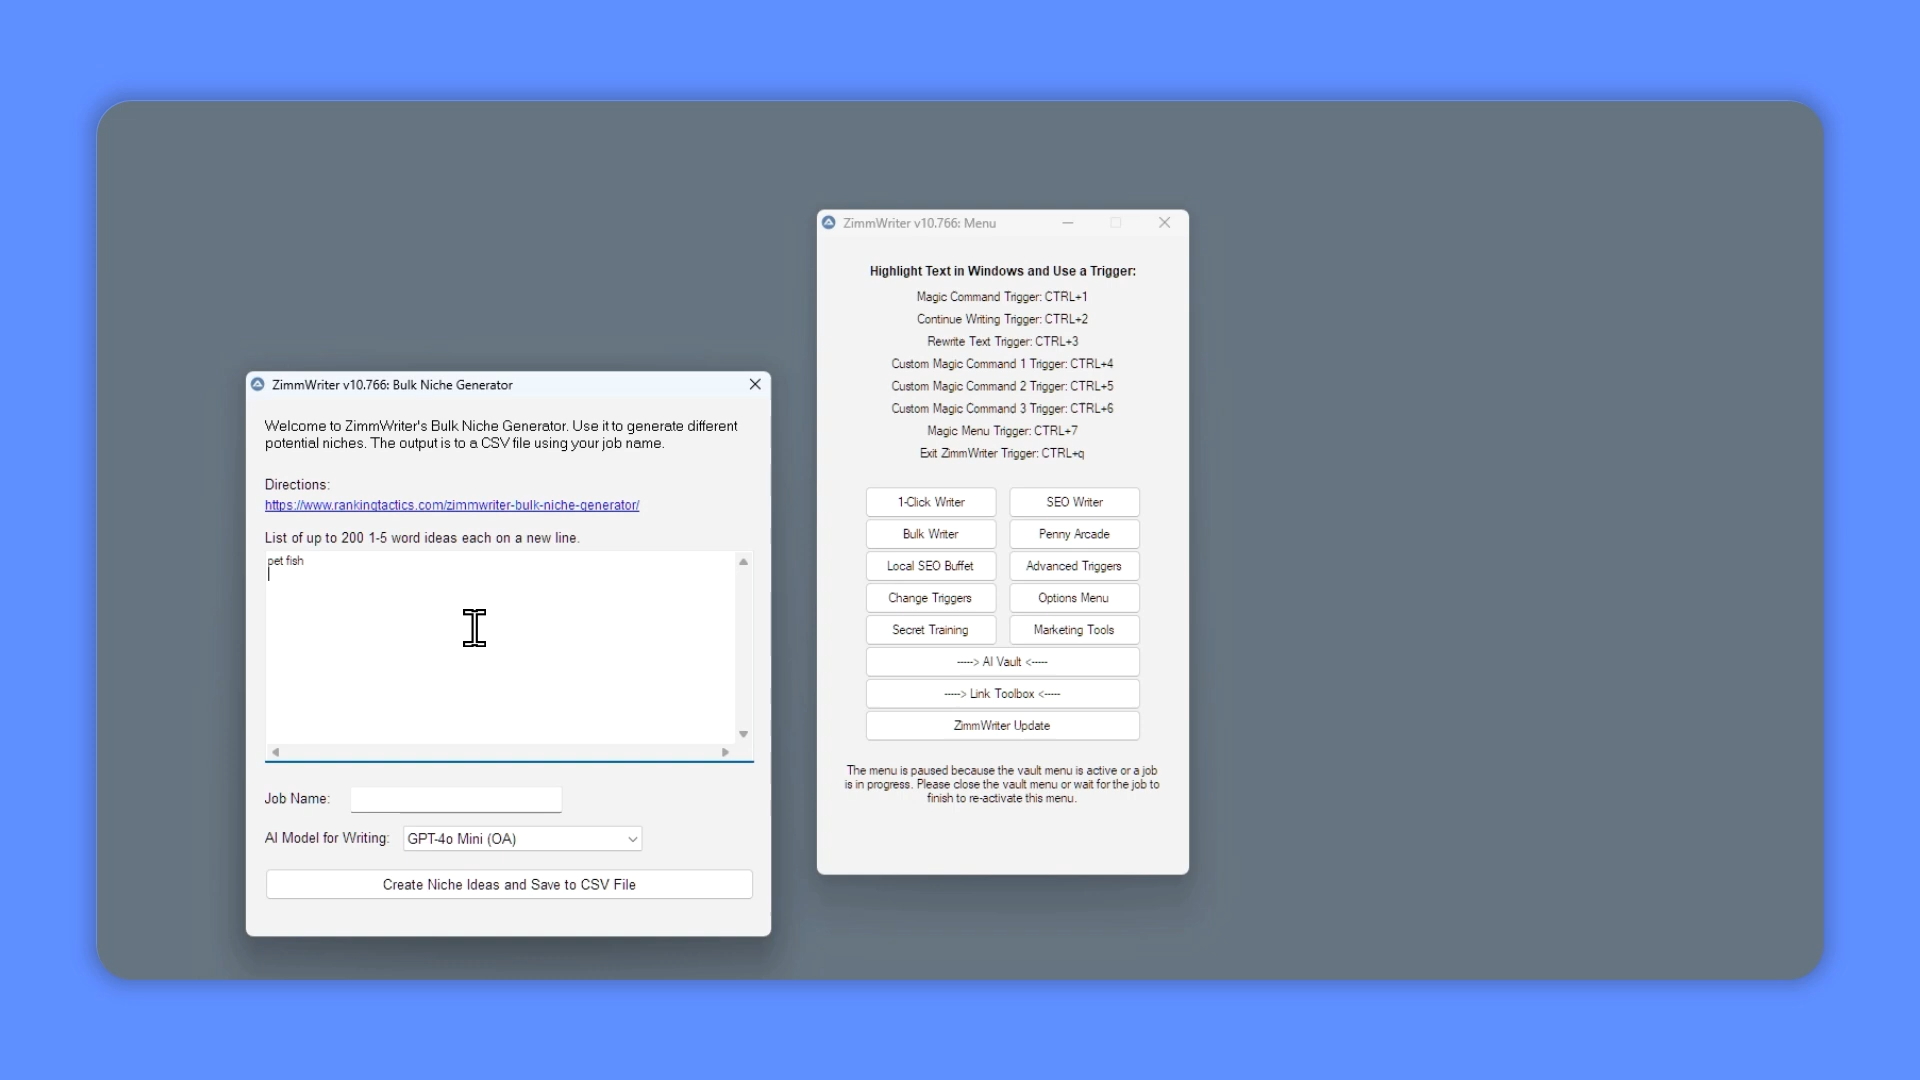 ZimmWriter v10.766: Menu
Highlight Text in Windows and Use a Trigger:
Magic Command Trigger: CTRL+1
Continue Writing Trigger: CTRL+2
Rewrite Text Trigger: CTRL+3
Custom Magic Command 1 Trigger: CTRL+4
Custom Magic Command 2 Trigger: CTRL+5
Custom Magic Command 3 Trigger: CTRL+6
Magic Menu Trigger: CTRL+7
Exit ZimmWriter Trigger: CTRL+q
1-Click Writer
SEO Writer
Bulk Writer
Penny Arcade
Local SEO Buffet
Advanced Triggers
Change Triggers
Options Menu
Secret Training
Marketing Tools
-----> AI Vault <-----
-----> Link Toolbox <-----
ZimmWriter Update
The menu is paused because the vault menu is active or a job
is in progress. Please close the vault menu or wait for the job to
finish to re-activate this menu.
ZimmWriter v10.766: Bulk Niche Generator
Welcome to ZimmWriter's Bulk Niche Generator. Use it to generate different
potential niches. The output is to a CSV file using your job name.
Directions:
https://www.rankingtactics.com/zimmwriter-bulk-niche-generator/
List of up to 200 1-5 word ideas each on a new line.
pet fish
Job Name:
AI Model for Writing: GPT-4o Mini (OA)
Create Niche Ideas and Save to CSV File